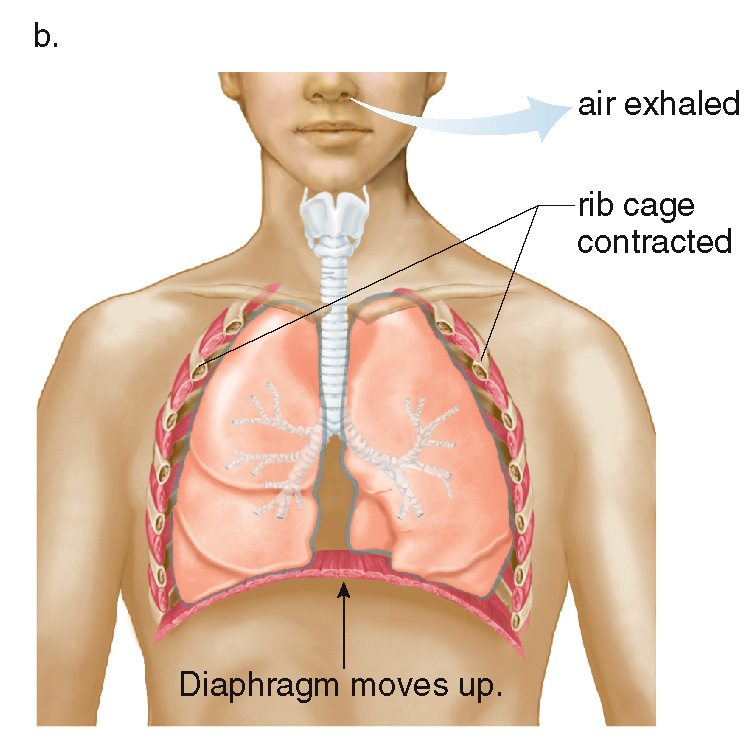 b.
air exhaled
rib cage
contracted
Diaphragm moves up.